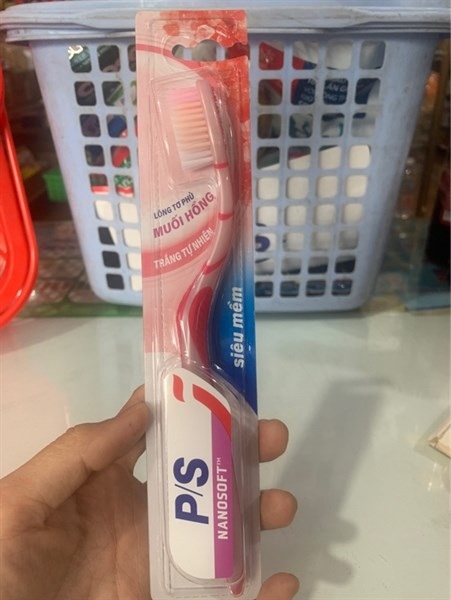 LÔNG TƠ PHỦ
MUỐI HỒNG
TRẮNG TỰ NHIÊN
siêu mềm
P/S
NANOSOFT™